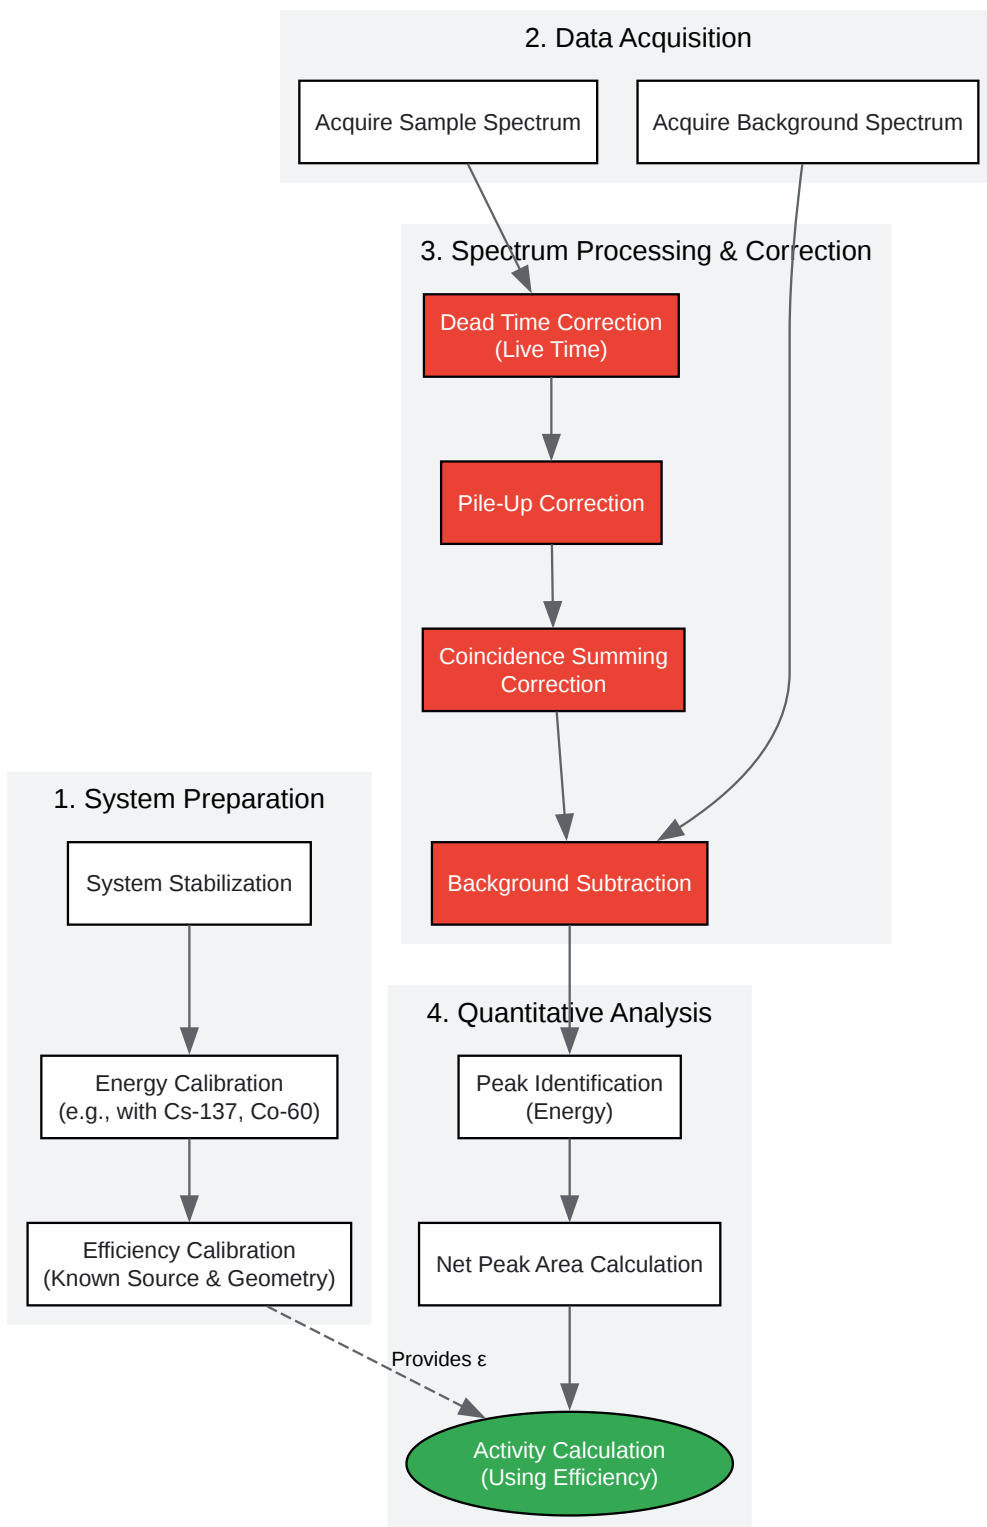 2. Data Acquisition
Acquire Sample Spectrum
Acquire Background Spectrum
3. Spectrum Processing & Correction
Dead Time Correction
(Live Time)
Pile-Up Correction
Coincidence Summing
Correction
Background Subtraction
1. System Preparation
System Stabilization
Energy Calibration
(e.g., with Cs-137, Co-60)
Efficiency Calibration
(Known Source & Geometry)
4. Quantitative Analysis
Peak Identification
(Energy)
Net Peak Area Calculation
Provides ε
Activity Calculation
(Using Efficiency)